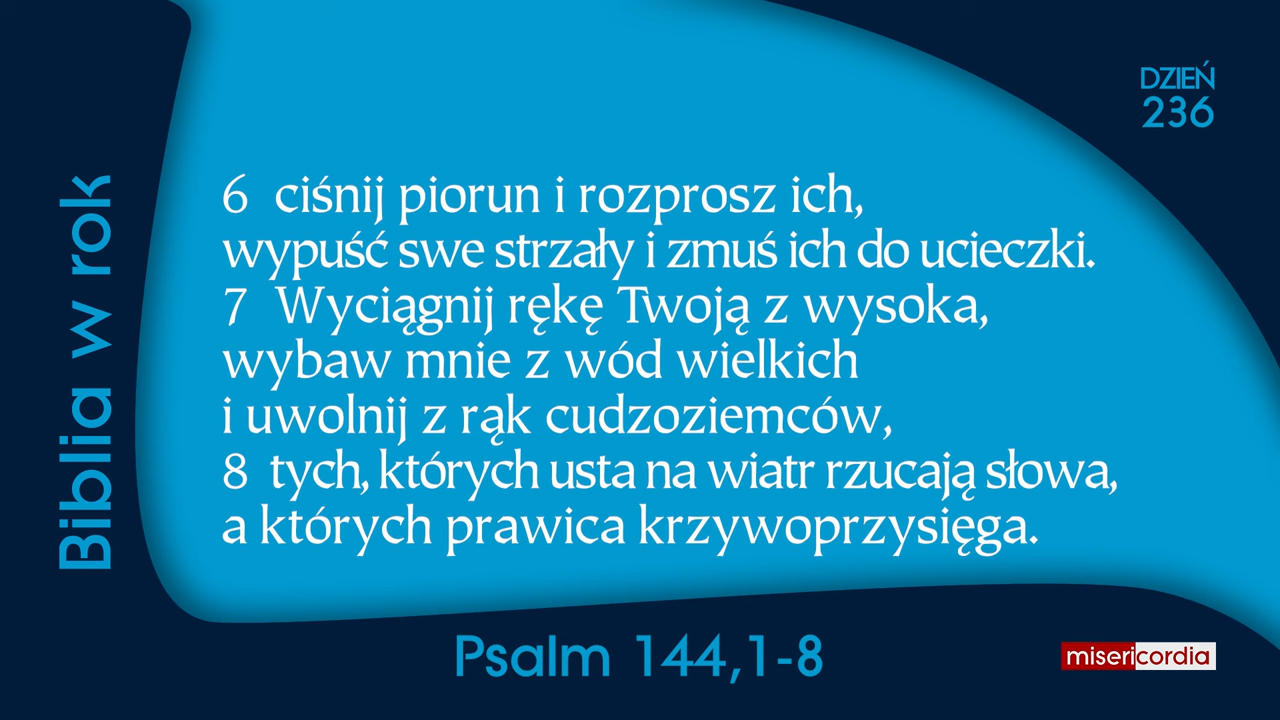 DZIEŃ
236
Biblia w rok
6 ciśnij piorun i rozprosz ich,
wypuść swe strzały i zmuś ich do ucieczki.
7 Wyciągnij rękę Twoją z wysoka,
wybaw mnie z wód wielkich
i uwolnij z rąk cudzoziemców,
8 tych, których usta na wiatr rzucają słowa,
a których prawica krzywoprzysięga.
Psalm 144,1-8
misericordia